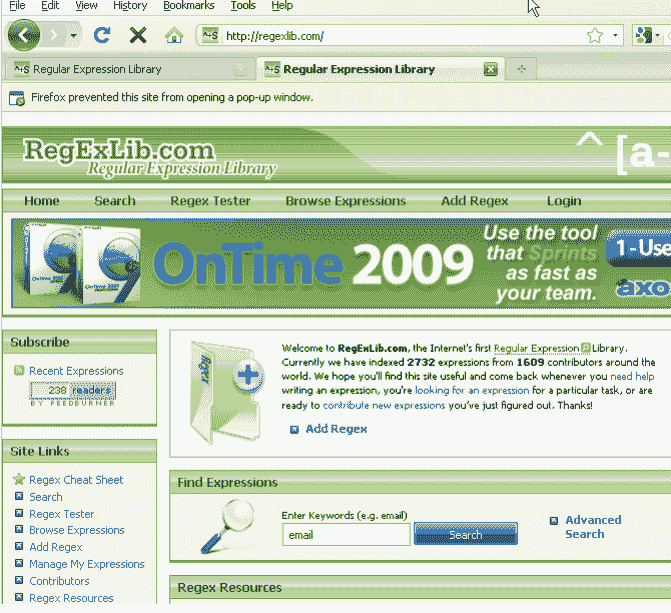 File Edit View History Bookmarks Tools Help
http://regexlib.com/
Regular Expression Library
Regular Expression Library
Firefox prevented this site from opening a pop-up window.
RegExLib.com
Regular Expression Library
^ [a-
Home Search Regex Tester Browse Expressions Add Regex Login
OnTime 2009
Use the tool
that Sprints
as fast as
your team.
1 - Use
axo
Subscribe
Recent Expressions
238 readers
BY FEEDBURNER
Site Links
Regex Cheat Sheet
Search
Regex Tester
Browse Expressions
Add Regex
Manage My Expressions
Contributors
Regex Resources
Regex
Welcome to RegExLib.com, the Internet's first Regular Expression Library.
Currently we have indexed 2732 expressions from 1609 contributors around the
world. We hope you'll find this site useful and come back whenever you need help
writing an expression, you're looking for an expression for a particular task, or are
ready to contribute new expressions you've just figured out. Thanks!
Add Regex
Find Expressions
Enter Keywords (e.g. email)
email
Search
Advanced
Search
Regex Resources